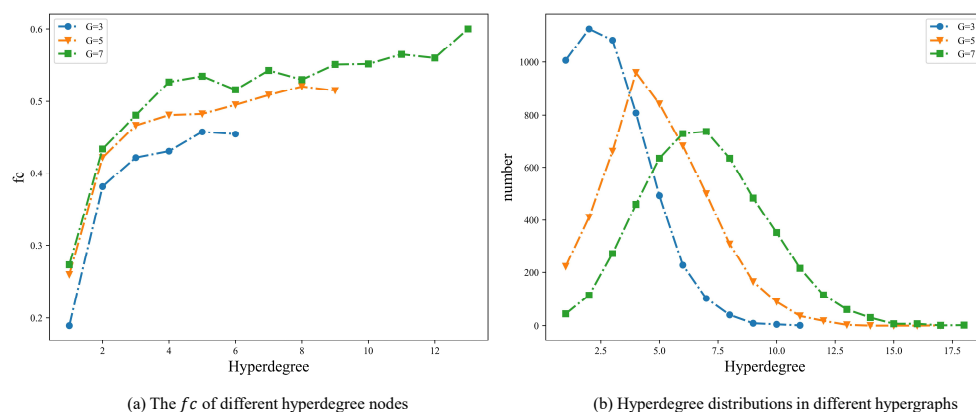 G=3
G=5
G=7
0.6
0.5
0.4
0.3
0.2
fc
2
4
6
8
10
12
Hyperdegree
(a) The fc of different hyperdegree nodes
G=3
G=5
G=7
1000
800
600
400
200
0
number
2.5
5.0
7.5
10.0
12.5
15.0
17.5
Hyperdegree
(b) Hyperdegree distributions in different hypergraphs